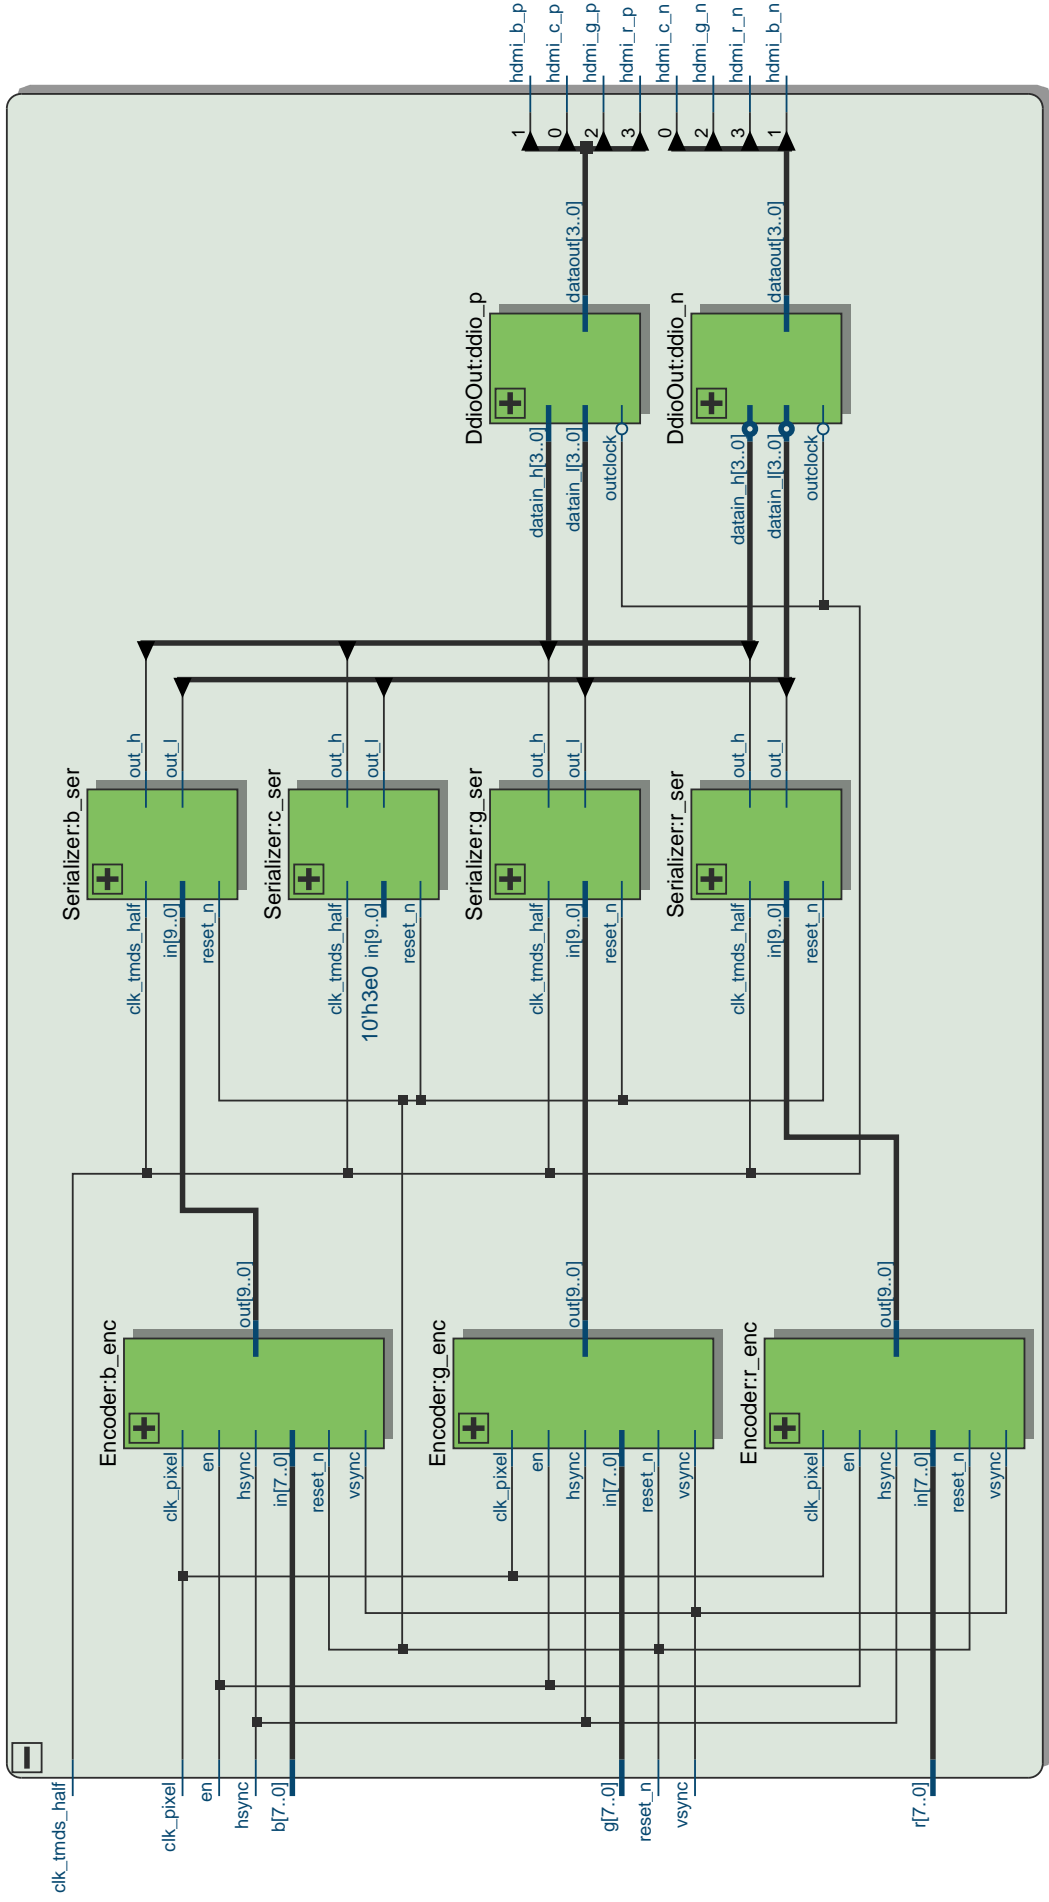 hdmi_b_p
hdmi_c_p
hdmi_g_p
hdmi_r_p
hdmi_c_n
hdmi_g_n
hdmi_r_n
hdmi_b_n
1
0
2
3
0
2
3
1
dataout[3..0]
dataout[3..0]
DdioOut:ddio_p
DdioOut:ddio_n
datain_h[3..0]
datain_l[3..0]
outclock
datain_h[3..0]
datain_l[3..0]
outclock
out_h
out_l
out_h
out_l
out_h
out_l
out_h
out_l
Serializer:b_ser
Serializer:c_ser
Serializer:g_ser
Serializer:r_ser
clk_tmds_half
in[9..0]
reset_n
clk_tmds_half
10'h3e0 in[9..0]
reset_n
clk_tmds_half
in[9..0]
reset_n
clk_tmds_half
in[9..0]
reset_n
out[9..0]
out[9..0]
out[9..0]
Encoder:b_enc
Encoder:g_enc
Encoder:r_enc
clk_pixel
en
hsync
in[7..0]
reset_n
vsync
clk_pixel
en
hsync
in[7..0]
reset_n
vsync
clk_pixel
en
hsync
in[7..0]
reset_n
vsync
clk_tmds_half
clk_pixel
en
hsync
b[7..0]
g[7..0]
reset_n
vsync
r[7..0]